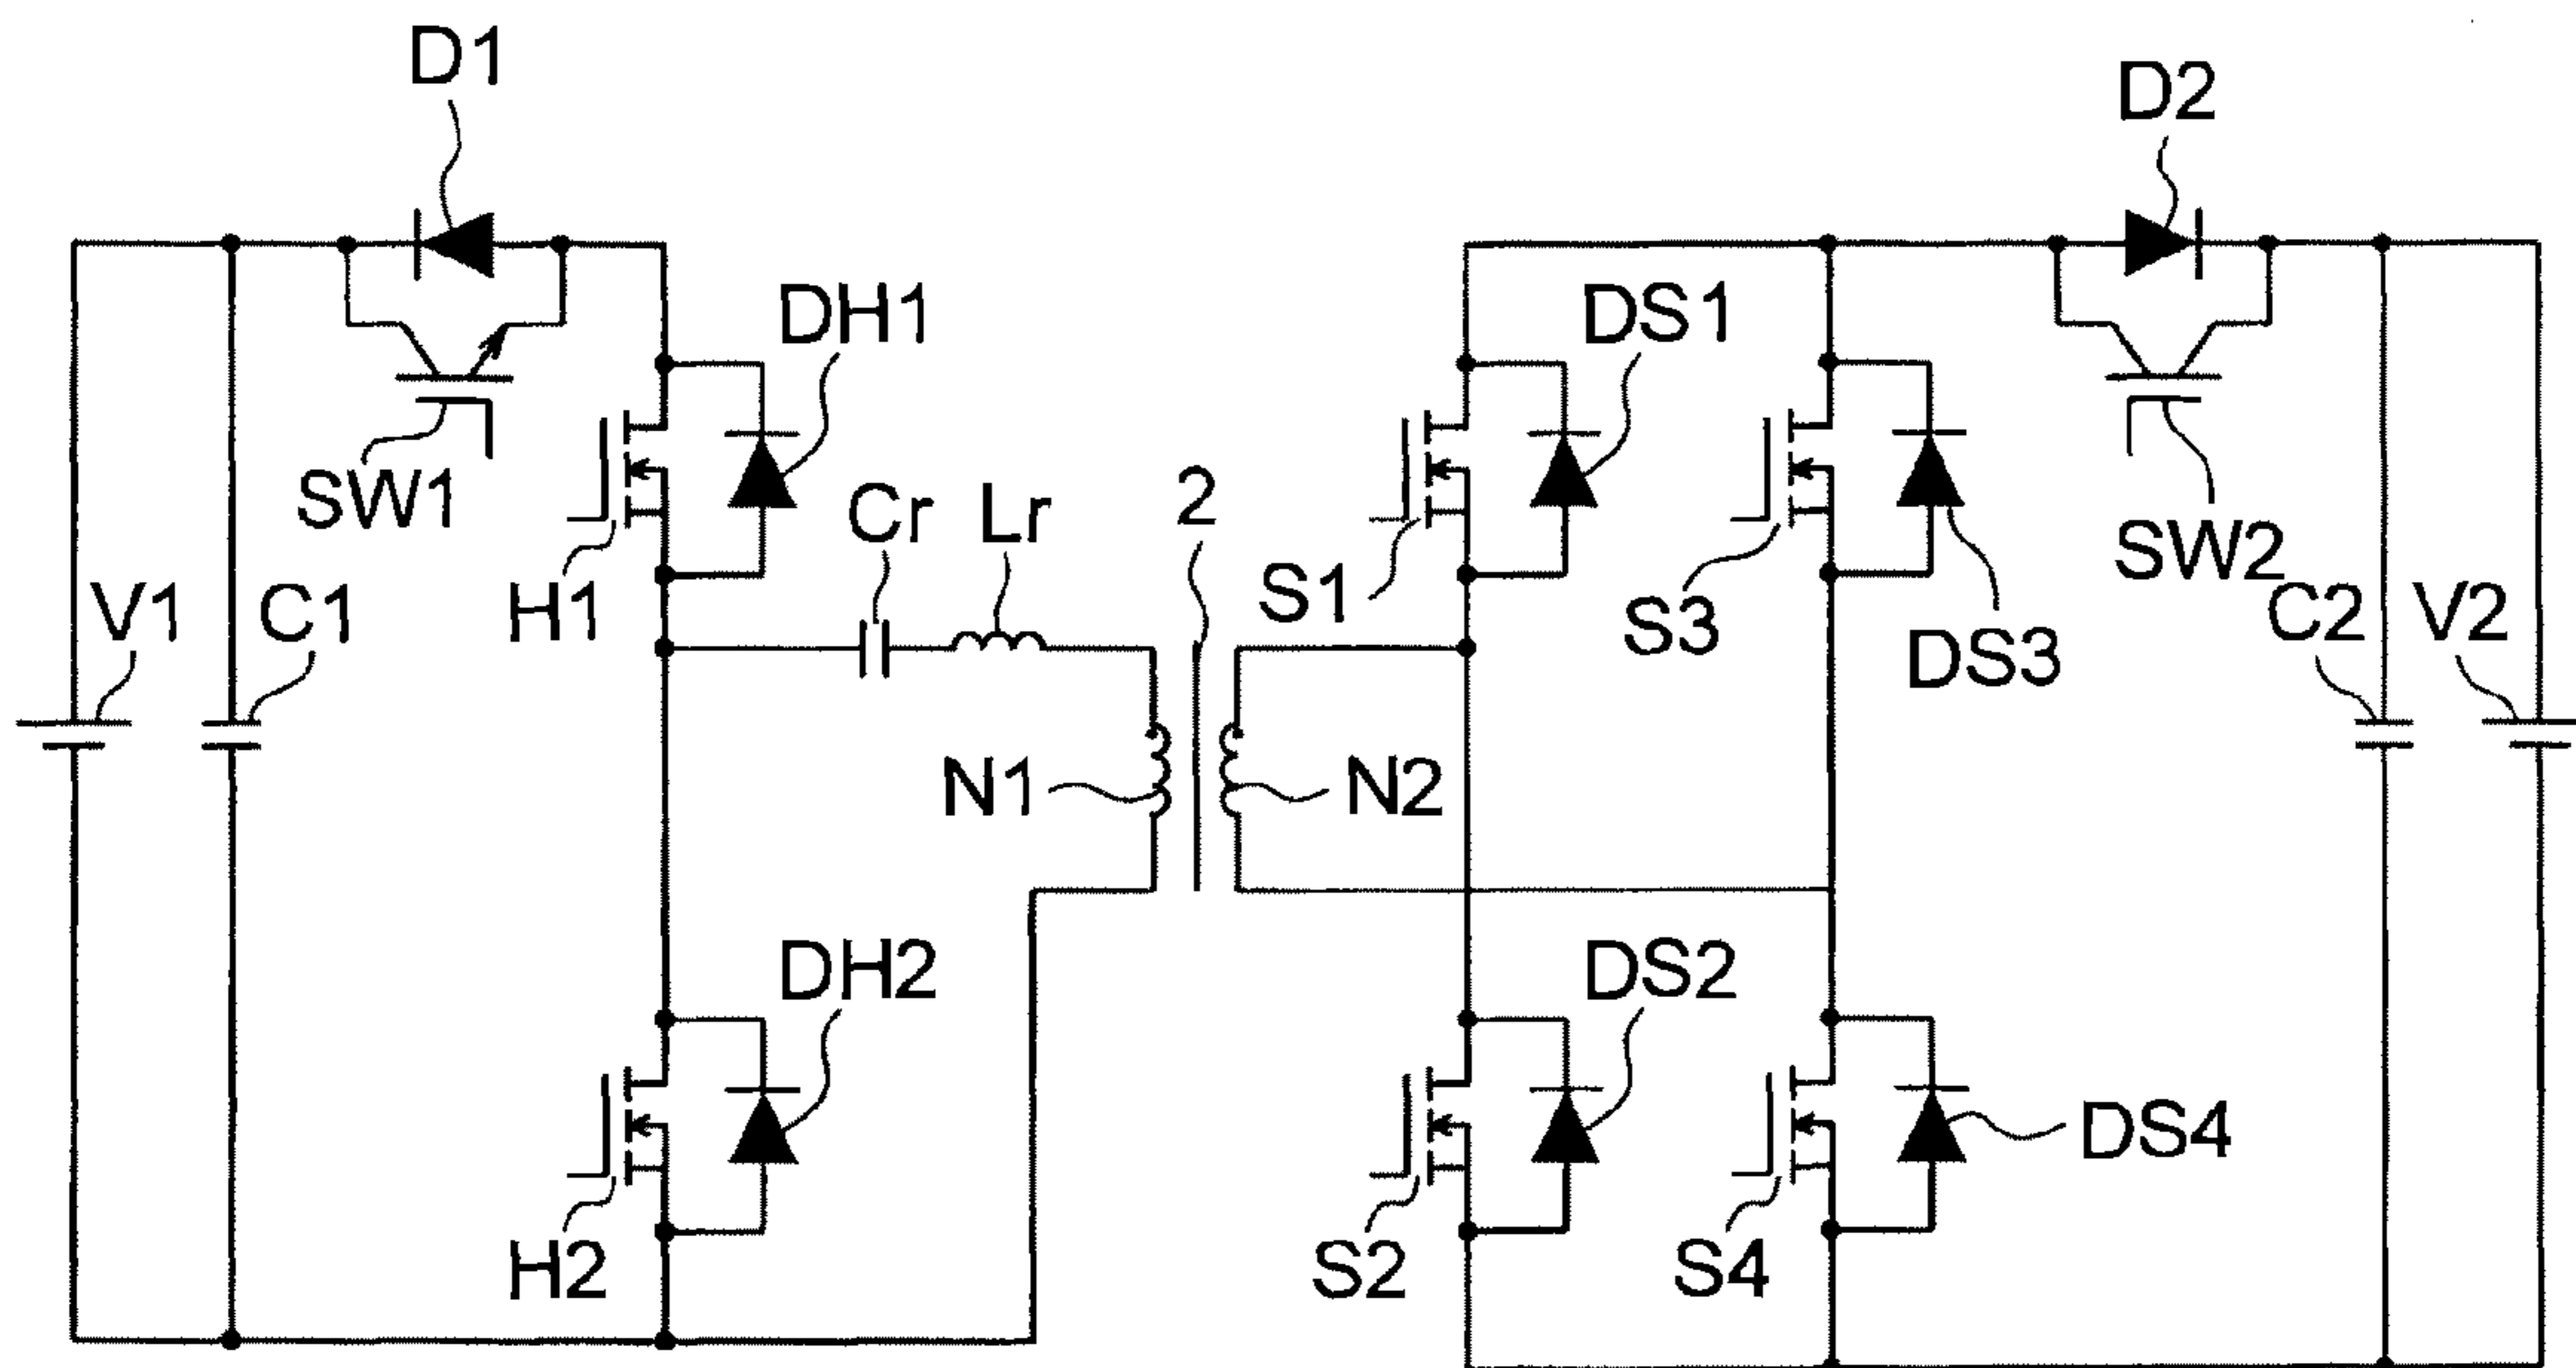 D1
D2
DH1
DS1
SW1
Cr
Lr
2
SW2
H1
S1
S3
V1
C1
C2
V2
DS3
N1
N2
DH2
DS2
DS4
H2
S2
S4